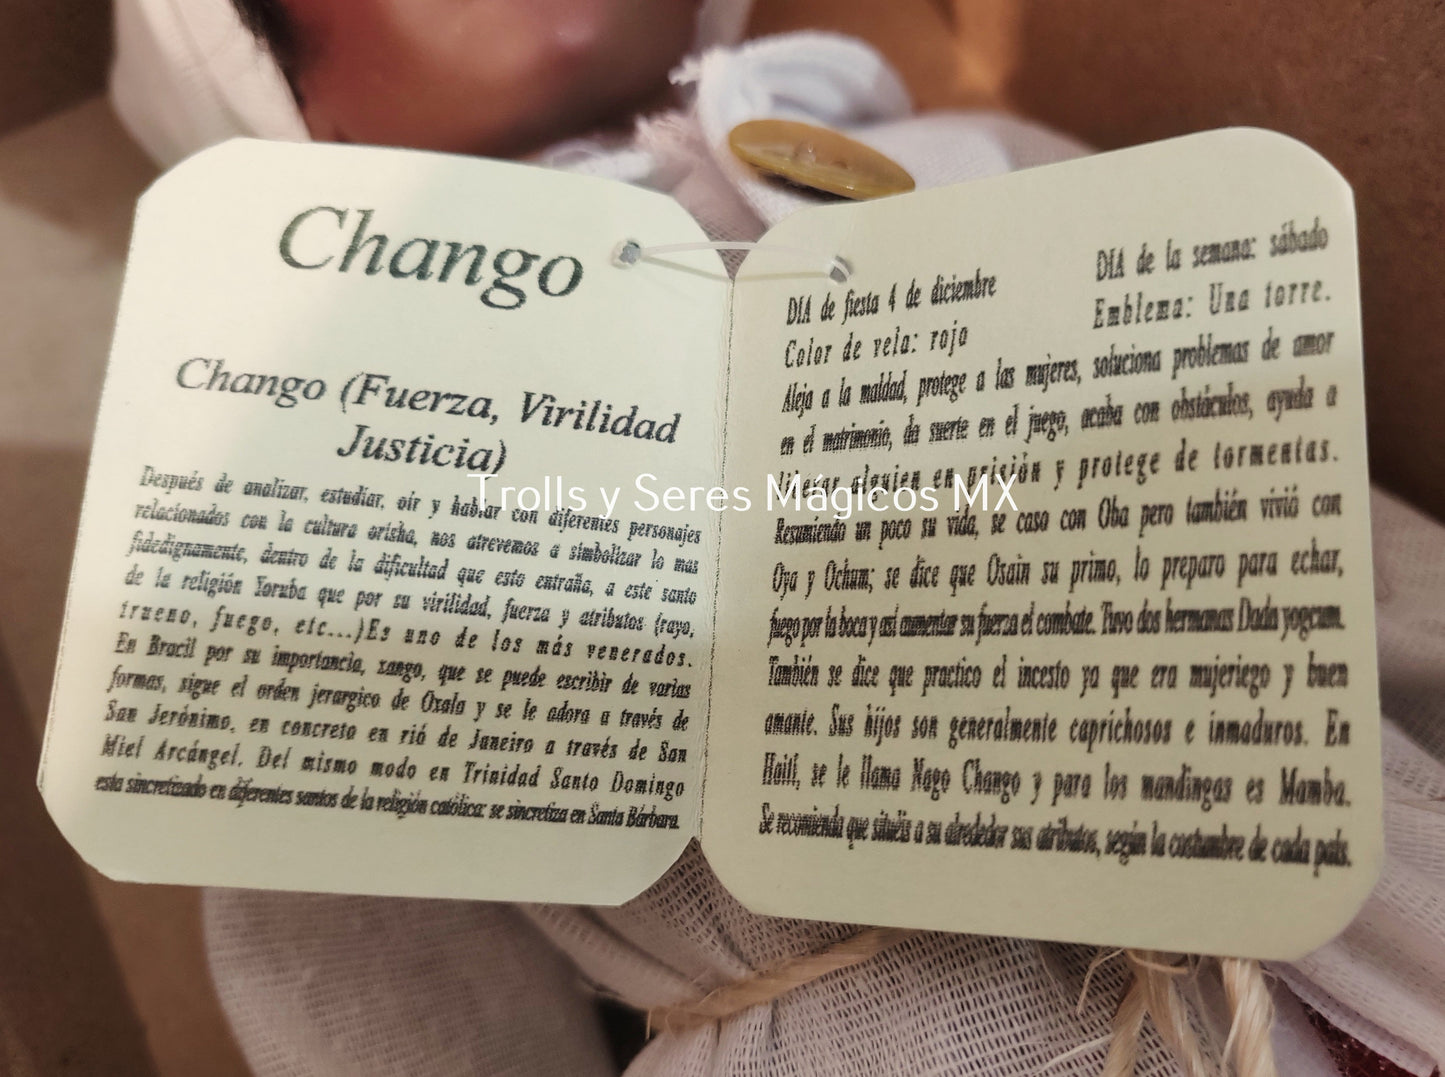 Chango
Chango (Fuerza, Virilidad
Justicia)
Después de analizar, estudiar, oir y hablar con diferentes personajes
relacionados con la cultura orisha, nos atrevemos a simbolizar lo mas
fidedignamente, dentro de la dificultad que esto entraña, a este santo
de la religión Yoruba que por su virilidad, fuerza y atributos (rayo,
trueno, fuego, etc...)Es uno de los más venerados.
En Bracil por su importancia, xango, que se puede escribir de varias
formas, sigue el orden jerargico de Oxala y se le adora a través de
San Jerónimo, en concreto en rió de Janeiro a través de San
Miel Arcángel. Del mismo modo en Trinidad Santo Domingo
esta sincretizado en diferentes santos de la religión católica: se sincretiza en Santa Bárbara.
DIA de fiesta 4 de diciembre
DIA de la semana: sábado
Color de vela: rojo
Emblema: Una torre.
Aleja a la maldad, protege a las mujeres, soluciona problemas de amor
en el matrimonio, da suerte en el juego, acaba con obstáculos, ayuda a
alguien en prisión y protege de tormentas.
Resumiendo un poco su vida, se caso con Oba pero también vivió con
Oya y Ochum; se dice que Osain su primo, lo preparo para echar,
fuego por la boca y así aumentar su fuerza el combate. Tuvo dos hermanas Dada yogcum.
También se dice que practico el incesto ya que era mujeriego y buen
amante. Sus hijos son generalmente caprichosos e inmaduros. En
Haití, se le llama Nago Chango y para los mandingas es Mamba.
Se recomienda que situéis a su alrededor sus atributos, según la costumbre de cada país.
Trolls y Seres Mágicos MX